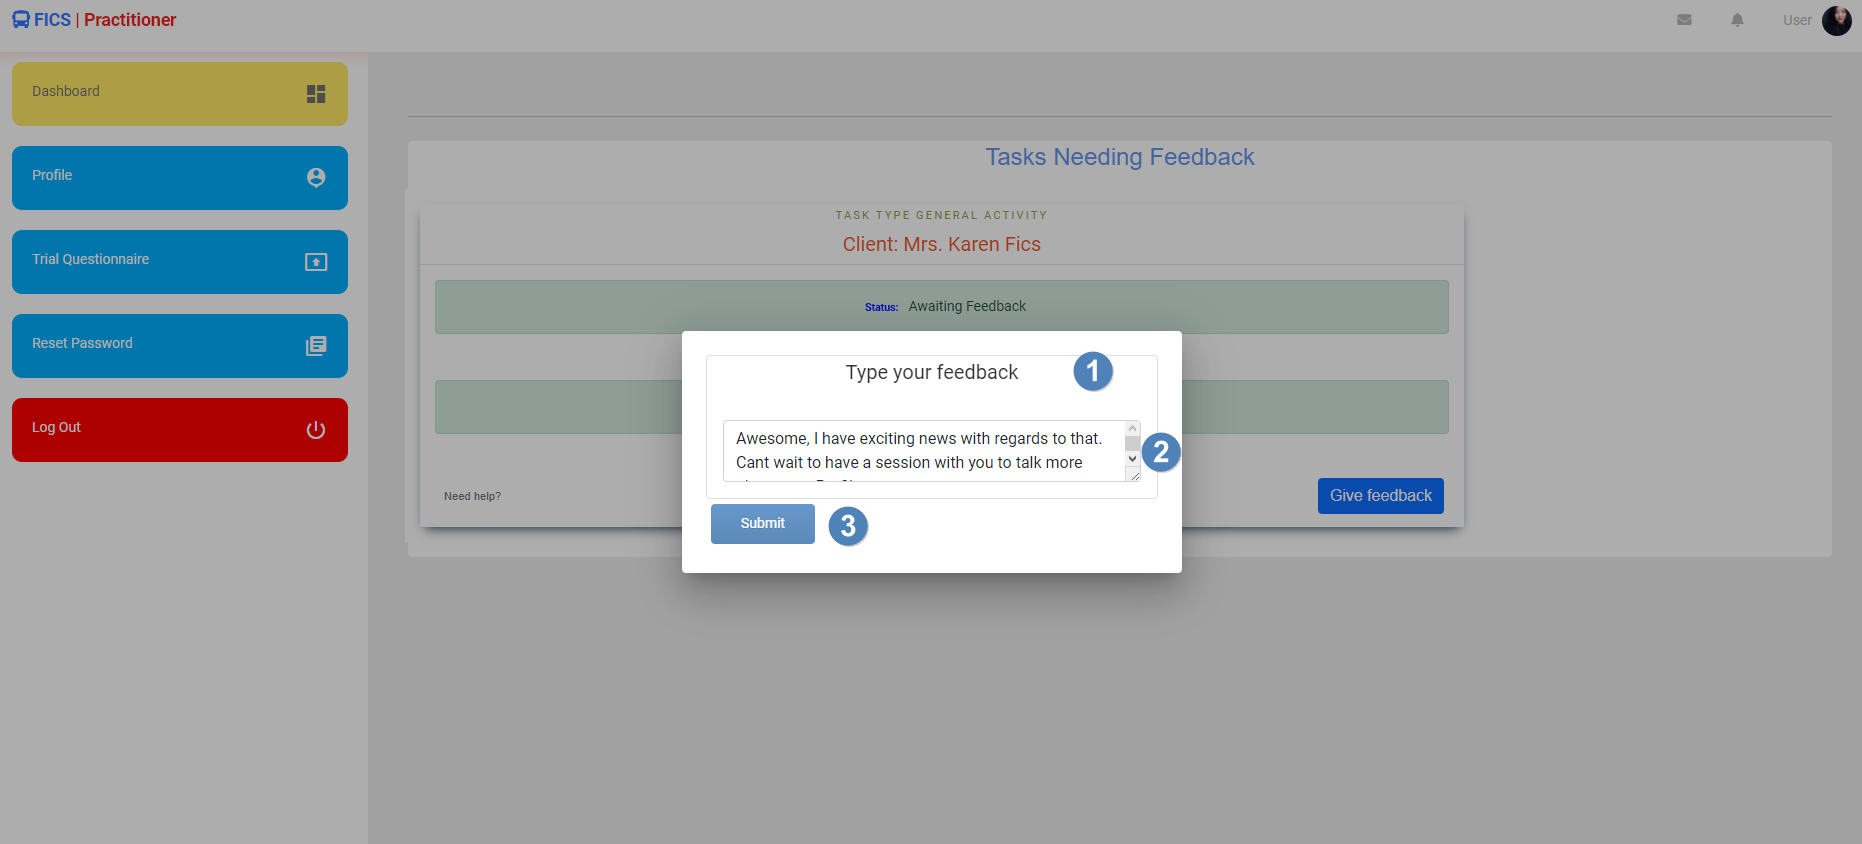 FICS | Practitioner
User
Dashboard
Profile
Trial Questionnaire
Reset Password
Log Out
Tasks Needing Feedback
TASK TYPE GENERAL ACTIVITY
Client: Mrs. Karen Fics
Status: Awaiting Feedback
Type your feedback
1
Awesome, I have exciting news with regards to that.
Cant wait to have a session with you to talk more
2
Need help?
Give feedback
Submit
3